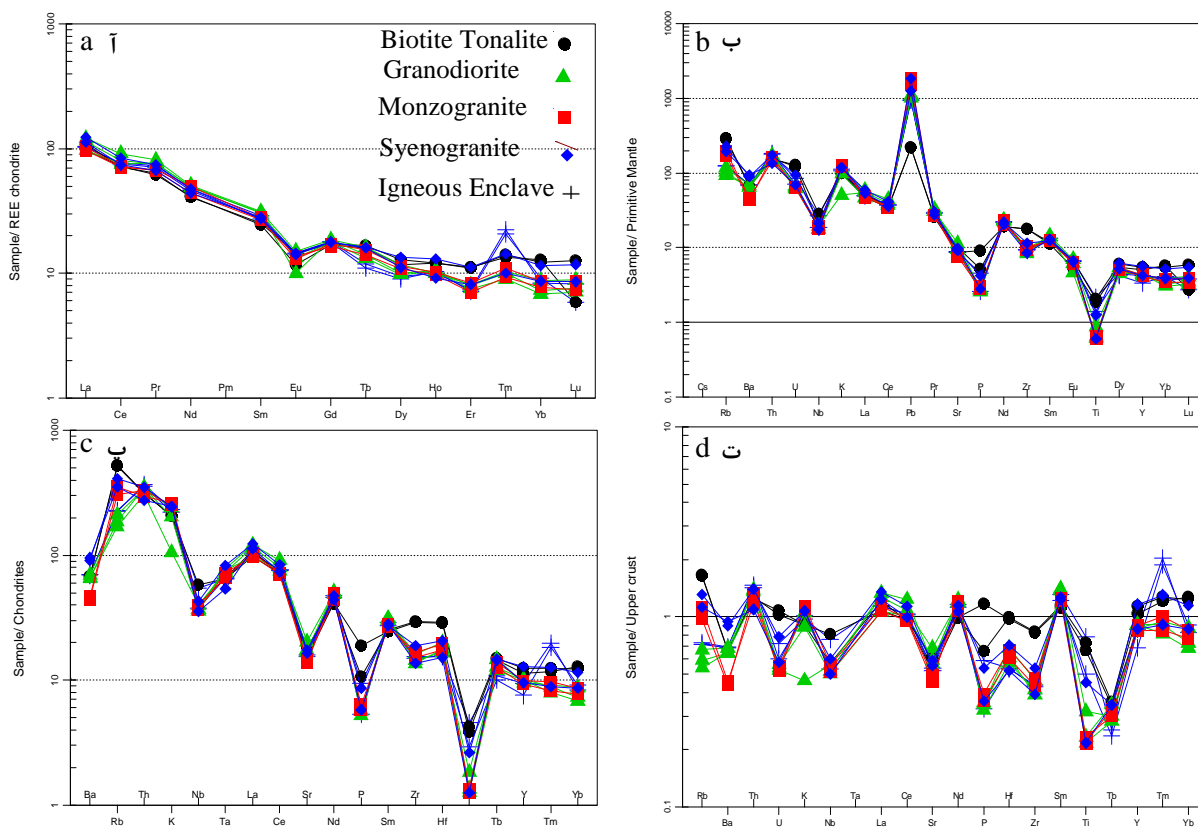 a آ
Biotite Tonalite
Granodiorite
Monzogranite
Syenogranite
Igneous Enclave
Sample/ REE chondrite
1000
100
10
1
La Pr Pm Eu Tb Ho Tm Lu
Ce Nd Sm Gd Dy Er Yb
b ب
Sample/ Primitive Mantle
10000
1000
100
10
1
0.1
Cs Ba U K Ce Pr P Zr Eu Dy Yb
Rb Th Nb La Pb Sr Nd Sm Ti Y Lu
c پ
Sample/ Chondrites
1000
100
10
1
Ba Th Nb La Sr P Zr Tb Y Yb
Rb K Ta Ce Nd Sm Hf Tm
d ت
Sample/ Upper crust
10
1
0.1
Rb Th K Ta La Ce Nd Hf Sm Tb Tm
Ba U Nb Sr P Zr Ti Y Yb